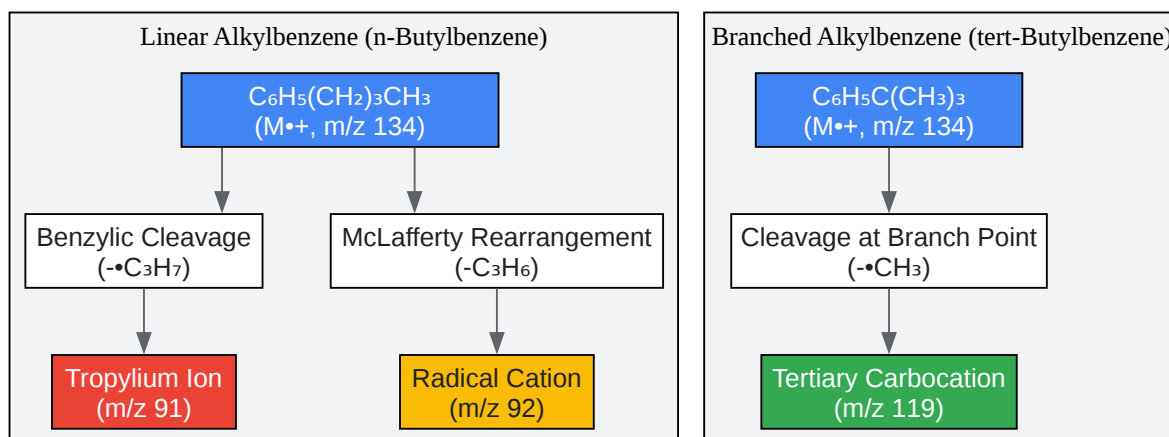 Linear Alkylbenzene (n-Butylbenzene)
C₆H₅(CH₂)₃CH₃
(M•+, m/z 134)
Benzylic Cleavage
(-•C₃H₇)
McLafferty Rearrangement
(-C₃H₆)
Tropylium Ion
(m/z 91)
Radical Cation
(m/z 92)
Branched Alkylbenzene (tert-Butylbenzene)
C₆H₅C(CH₃)₃
(M•+, m/z 134)
Cleavage at Branch Point
(-•CH₃)
Tertiary Carbocation
(m/z 119)